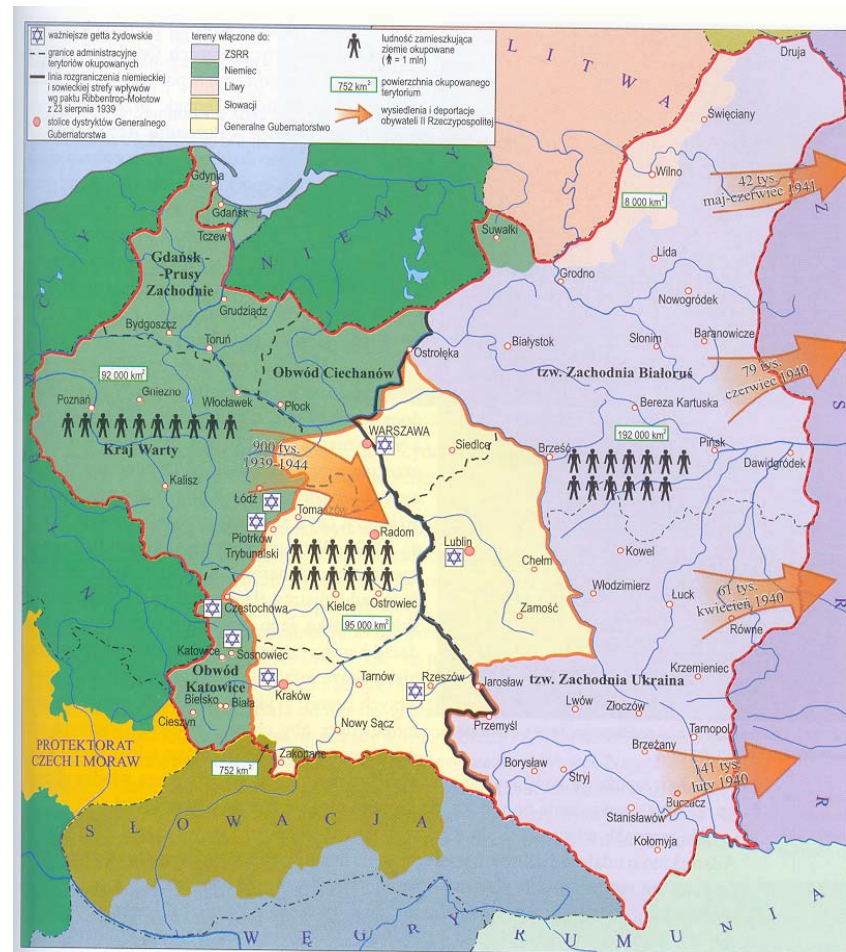 ważniejsze getta żydowskie
granice administracyjne
terytoriów okupowanych
linia rozgraniczenia niemieckiej
i sowieckiej strefy wpływów
wg paktu Ribbentrop-Mołotow
z 23 sierpnia 1939
stolice dystryktów Generalnego
Gubernatorstwa
tereny włączone do:
ZSRR
Niemiec
Litwy
Słowacji
Generalne Gubernatorstwo
ludność zamieszkująca
ziemie okupowane
( = 1 mln)
752 km²
powierzchnia okupowanego
terytorium
wysiedlenia i deportacje
obywateli II Rzeczypospolitej
LITWA
Druja
Święciany
Wilno
8 000 km²
42 tys.
maj-czerwiec 1941
Gdynia
Gdańsk
Tczew
NIEMCY
Suwałki
Gdańsk -
-Prusy
Zachodnie
Lida
Grodno
Nowogródek
Grudziądz
Bydgoszcz
Toruń
Obwód Ciechanów
Ostrołęka
Białystok
Słonim
Baranowicze
tzw. Zachodnia Białoruś
79 tys.
czerwiec 1940
92 000 km²
Poznań
Gniezno
Włocławek
Płock
Bereza Kartuska
Kraj Warty
900 tys.
1939-1944
WARSZAWA
Siedlce
Brześć
192 000 km²
Pińsk
Dawidgródek
Kalisz
Łódź
Tomaszów
Piotrków
Trybunalski
Radom
Lublin
Chełm
Kowel
Włodzimierz
Łuck
61 tys.
kwiecień 1940
Równe
Częstochowa
Kielce
Ostrowiec
Zamość
95 000 km²
Katowice
Sosnowiec
Obwód
Katowice
Krzemieniec
tzw. Zachodnia Ukraina
Bielsko
Biała
Cieszyn
Kraków
Tarnów
Rzeszów
Jarosław
Lwów
Złoczów
Nowy Sącz
Przemyśl
Tarnopol
Brzeżany
PROTEKTORAT
CZECH I MORAW
Zakopane
752 km²
Borysław
Stryj
141 tys.
luty 1940
Buczacz
Stanisławów
Kołomyja
SŁOWACJA
WĘGRY
RUMUNIA
ZSRR